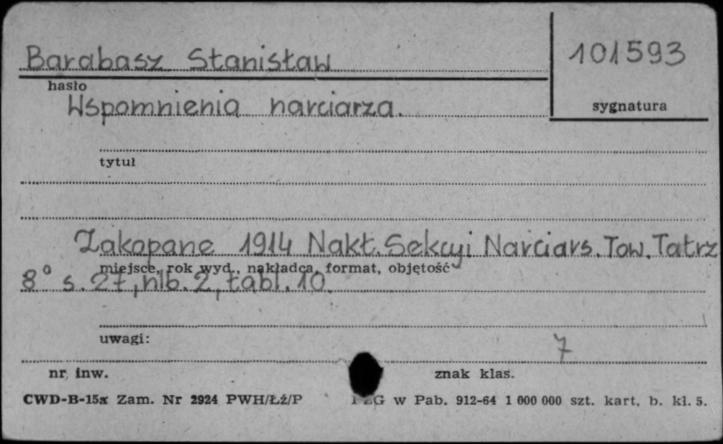 Barabasz Stanisław
101593
hasło
Wspomnienia narciarza.
sygnatura
tytuł
Zakopane 1914 Nakł. Sekcyi Narciars. Tow. Tatrz
miejsce, rok wyd., nakładca, format, objętość
8° s. 27, nlb. 2, tabl. 10.
uwagi:
7
nr. inw.
znak klas.
CWD-B-15a Zam. Nr 2924 PWH/Łź/P w Pab. 912-64 1 000 000 szt. kart. b. kl. 5.